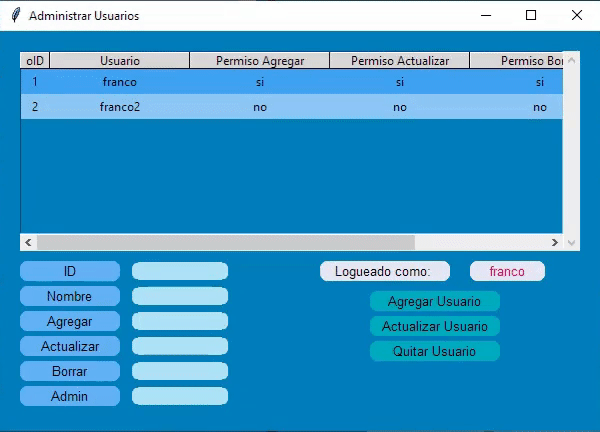 Administrar Usuarios
oID Usuario Permiso Agregar Permiso Actualizar Permiso Bor
1 franco si si si
2 franco2 no no no
ID Logueado como: franco
Nombre Agregar Usuario
Agregar Actualizar Usuario
Actualizar Quitar Usuario
Borrar
Admin